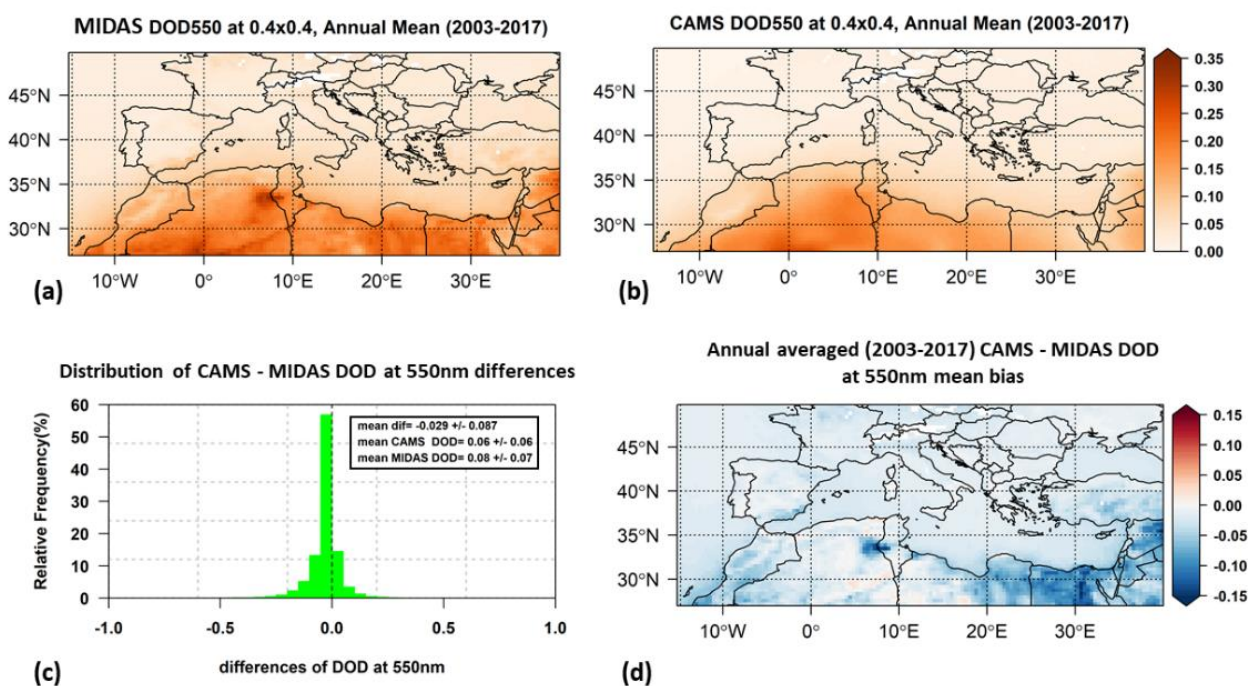 MIDAS DOD550 at 0.4x0.4, Annual Mean (2003-2017)
45°N
40°N
35°N
30°N
10°W
0°
10°E
20°E
30°E
(a)
CAMS DOD550 at 0.4x0.4, Annual Mean (2003-2017)
45°N
40°N
35°N
30°N
10°W
0°
10°E
20°E
30°E
0.35
0.30
0.25
0.20
0.15
0.10
0.05
0.00
(b)
Distribution of CAMS - MIDAS DOD at 550nm differences
Relative Frequency(%)
60
50
40
30
20
10
0
mean dif= -0.029 +/- 0.087
mean CAMS DOD= 0.06 +/- 0.06
mean MIDAS DOD= 0.08 +/- 0.07
-1.0
-0.5
0.0
0.5
1.0
differences of DOD at 550nm
(c)
Annual averaged (2003-2017) CAMS - MIDAS DOD
at 550nm mean bias
45°N
40°N
35°N
30°N
10°W
0°
10°E
20°E
30°E
0.15
0.10
0.05
0.00
-0.05
-0.10
-0.15
(d)